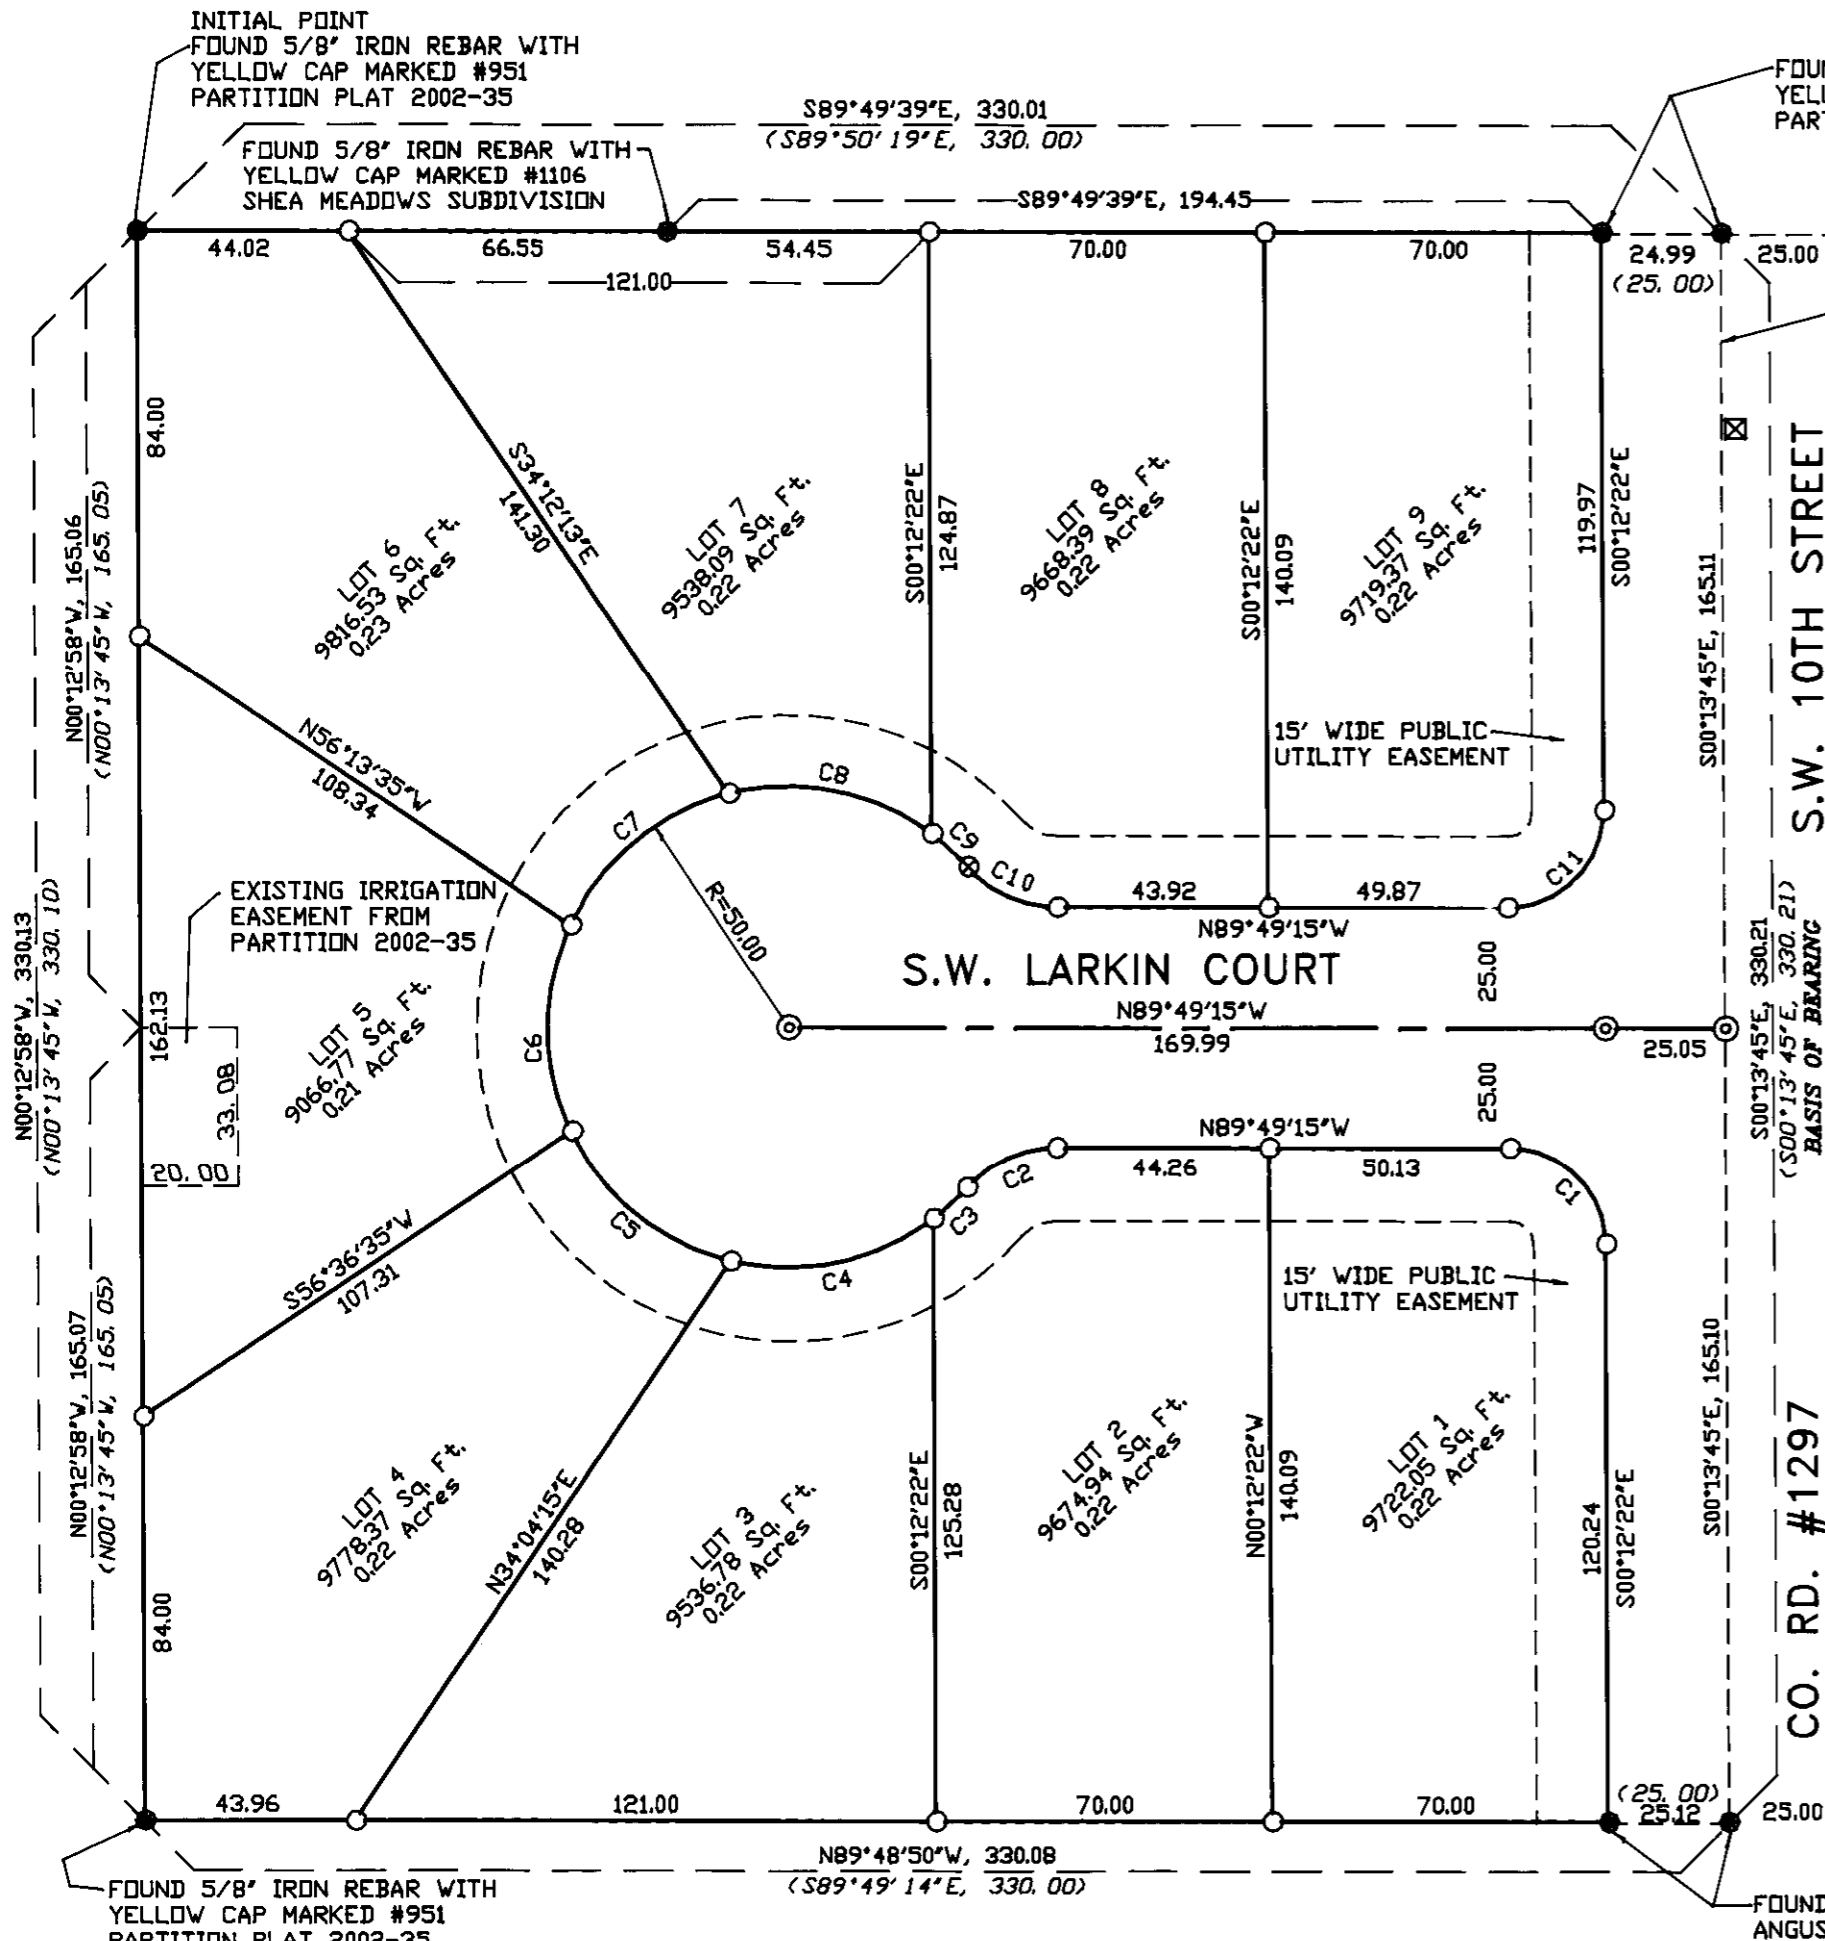 INITIAL POINT
FOUND 5/8" IRON REBAR WITH
YELLOW CAP MARKED #951
PARTITION PLAT 2002-35
S89°49'39"E, 330.01
(S89°50'19"E, 330.00)
FOUND 5/8" IRON REBAR WITH
YELLOW CAP MARKED #1106
SHEA MEADOWS SUBDIVISION
S89°49'39"E, 194.45
44.02
66.55
54.45
70.00
70.00
24.99
(25.00)
25.00
121.00
84.00
N00°12'58"W, 165.06
(N00°13'45"W, 165.05)
LOT 6
9816.53 Sq. Ft.
0.23 Acres
S34°12'13"E
141.30
LOT 7
9538.09 Sq. Ft.
0.22 Acres
S00°12'22"E
124.87
LOT 8
9668.39 Sq. Ft.
0.22 Acres
S00°12'22"E
140.09
LOT 9
9719.37 Sq. Ft.
0.22 Acres
119.97
S00°12'22"E
S00°13'45"E, 165.11
S.W. 10TH STREET
15' WIDE PUBLIC
UTILITY EASEMENT
N56°13'35"W
108.34
C7
C8
C9
C10
C11
R=50.00
43.92
49.87
N89°49'15"W
EXISTING IRRIGATION
EASEMENT FROM
PARTITION 2002-35
S.W. LARKIN COURT
25.00
N89°49'15"W
169.99
25.05
25.00
N00°12'58"W, 330.13
(N00°13'45"W, 330.10)
162.13
33.08
20.00
LOT 5
9066.77 Sq. Ft.
0.21 Acres
C6
S00°13'45"E, 330.21
(S00°13'45"E, 330.21)
BASIS OF BEARING
N89°49'15"W
44.26
50.13
C1
C2
C3
C4
C5
15' WIDE PUBLIC
UTILITY EASEMENT
S56°36'35"W
107.31
N00°12'58"W, 165.07
(N00°13'45"W, 165.05)
84.00
LOT 4
9778.37 Sq. Ft.
0.22 Acres
N34°04'15"E
140.28
LOT 3
9536.78 Sq. Ft.
0.22 Acres
S00°12'22"E
125.28
LOT 2
9674.94 Sq. Ft.
0.22 Acres
N00°12'22"W
140.09
LOT 1
9722.05 Sq. Ft.
0.22 Acres
120.24
S00°12'22"E
S00°13'45"E, 165.10
CO. RD. #1297
43.96
121.00
70.00
70.00
(25.00)
25.12
25.00
N89°48'50"W, 330.08
(S89°49'14"E, 330.00)
FOUND 5/8" IRON REBAR WITH
YELLOW CAP MARKED #951
PARTITION PLAT 2002-35
FOUND
ANGUS